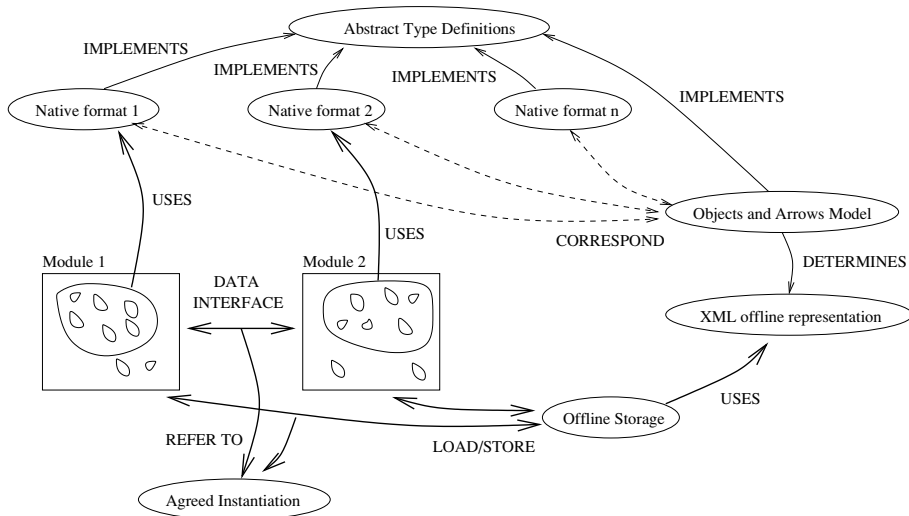 Abstract Type Definitions
IMPLEMENTS
IMPLEMENTS
IMPLEMENTS
IMPLEMENTS
Native format 1
Native format 2
Native format n
USES
USES
Objects and Arrows Model
CORRESPOND
Module 1
Module 2
DATA
INTERFACE
DETERMINES
XML offline representation
USES
Offline Storage
REFER TO
LOAD/STORE
Agreed Instantiation